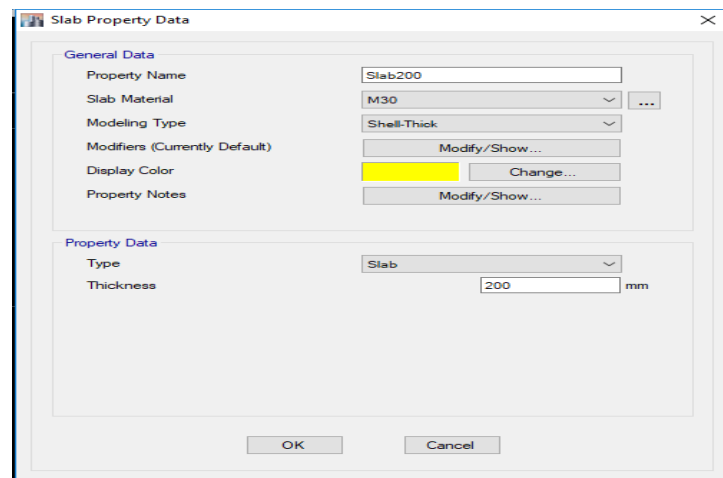 Slab Property Data
General Data
Property Name Slab200
Slab Material M30 ...
Modeling Type Shell-Thick
Modifiers (Currently Default) Modify/Show...
Display Color Change...
Property Notes Modify/Show...
Property Data
Type Slab
Thickness 200 mm
OK Cancel